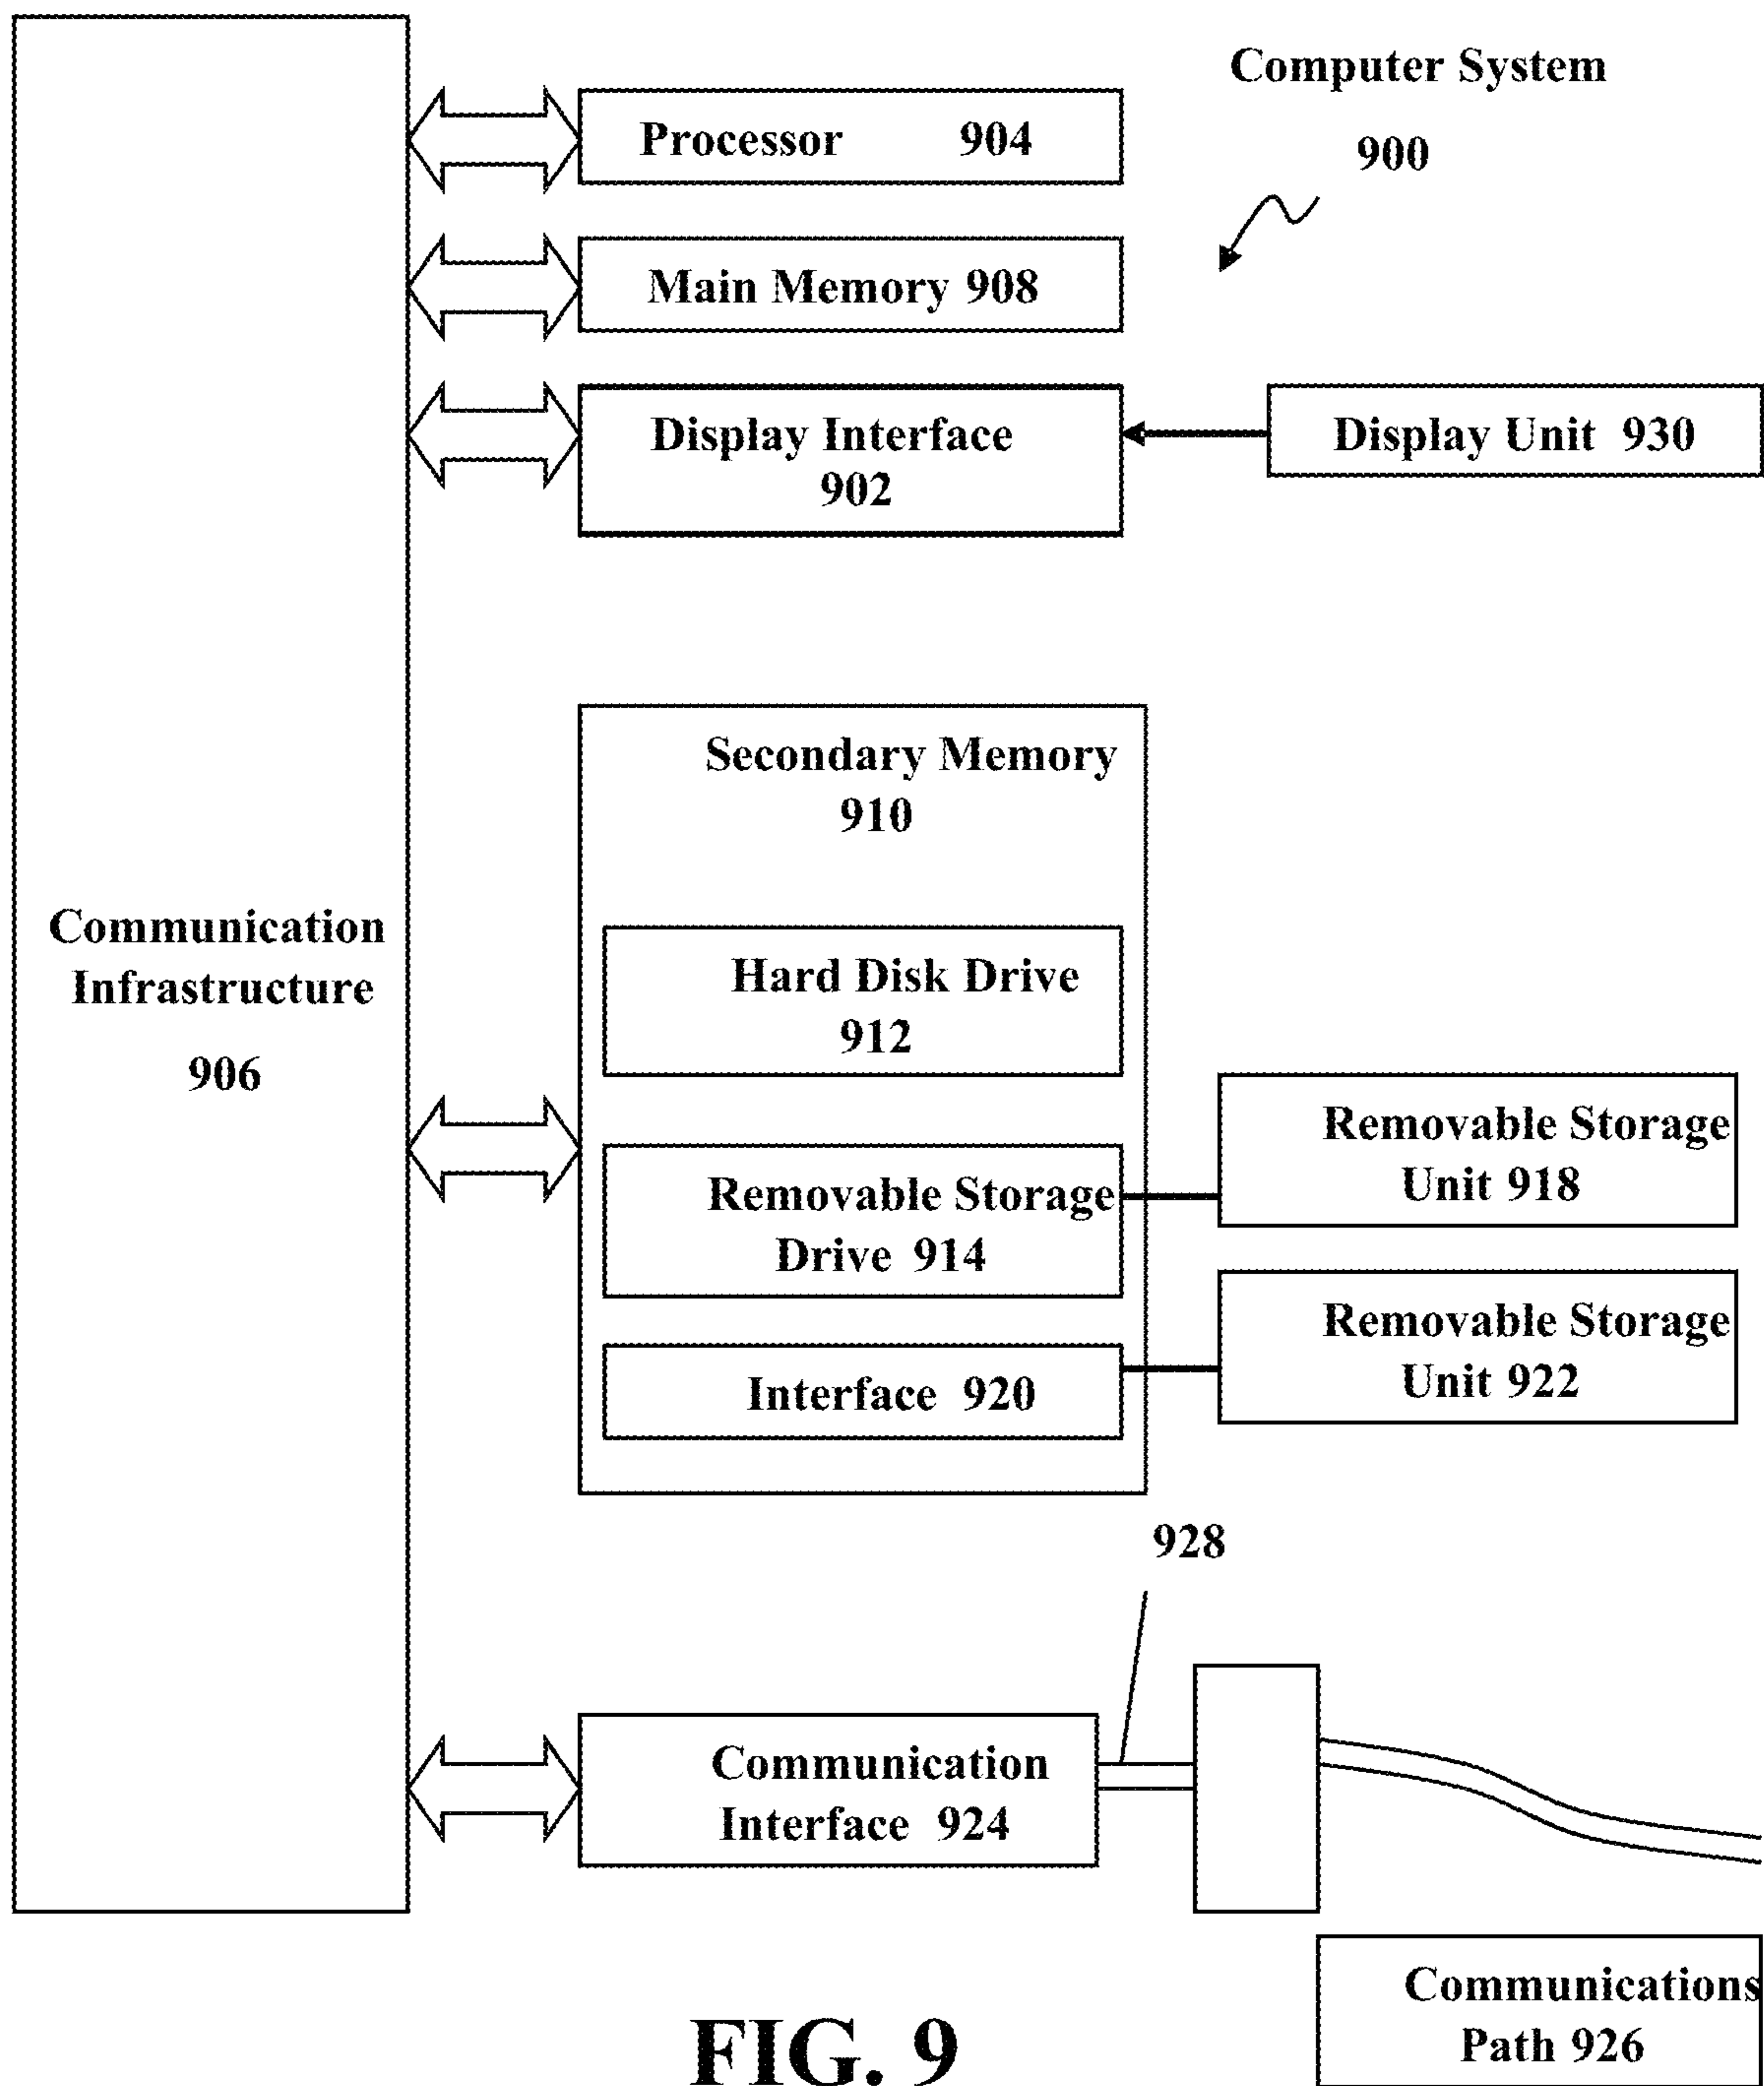 Computer System
900
Processor 904
Main Memory 908
Display Interface
902
Display Unit 930
Secondary Memory
910
Communication
Infrastructure
906
Hard Disk Drive
912
Removable Storage
Drive 914
Removable Storage
Unit 918
Interface 920
Removable Storage
Unit 922
928
Communication
Interface 924
Communications
Path 926
FIG. 9